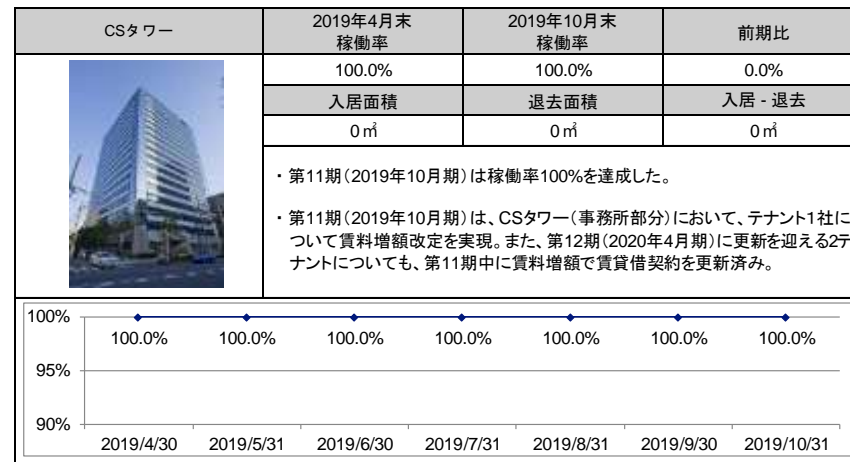 CSタワー
2019年4月末
稼働率
2019年10月末
稼働率
前期比
100.0%
100.0%
0.0%
入居面積
退去面積
入居 - 退去
0㎡
0㎡
0㎡
・第11期(2019年10月期)は稼働率100%を達成した。
・第11期(2019年10月期)は、CSタワー(事務所部分)において、テナント1社に
ついて賃料増額改定を実現。また、第12期(2020年4月期)に更新を迎える2テ
ナントについても、第11期中に賃料増額で賃貸借契約を更新済み。
100%
100.0%
100.0%
100.0%
100.0%
100.0%
100.0%
100.0%
95%
90%
2019/4/30
2019/5/31
2019/6/30
2019/7/31
2019/8/31
2019/9/30
2019/10/31